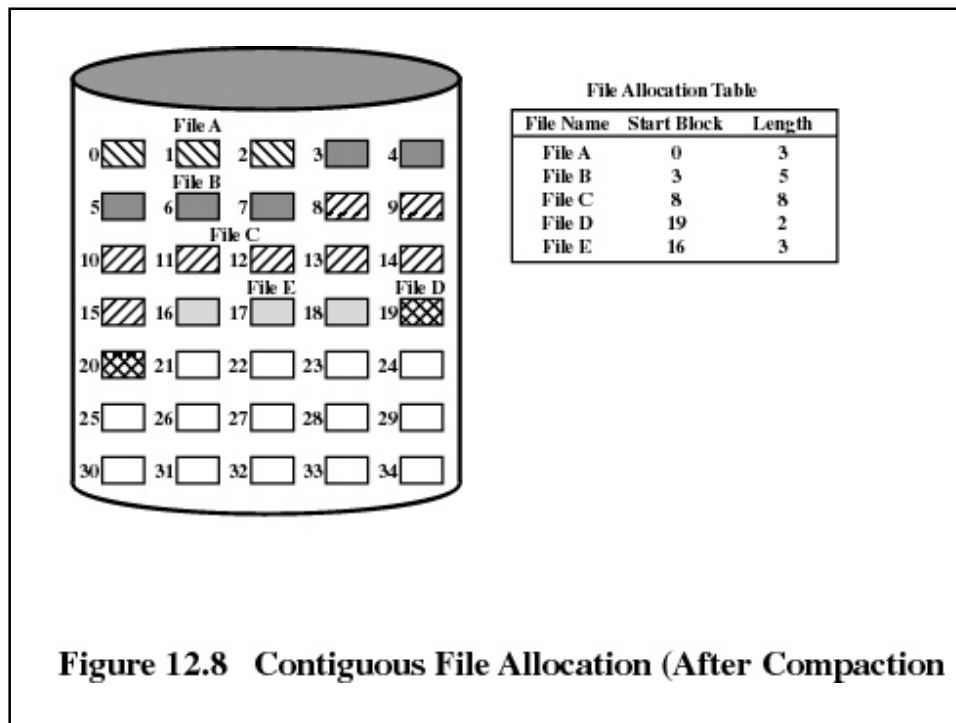 File Allocation Table
File Name Start Block Length
File A 0 3
File B 3 5
File C 8 8
File D 19 2
File E 16 3
File A
0 1 2 3 4
File B
5 6 7 8 9
File C
10 11 12 13 14
File E File D
15 16 17 18 19
20 21 22 23 24
25 26 27 28 29
30 31 32 33 34
Figure 12.8 Contiguous File Allocation (After Compaction